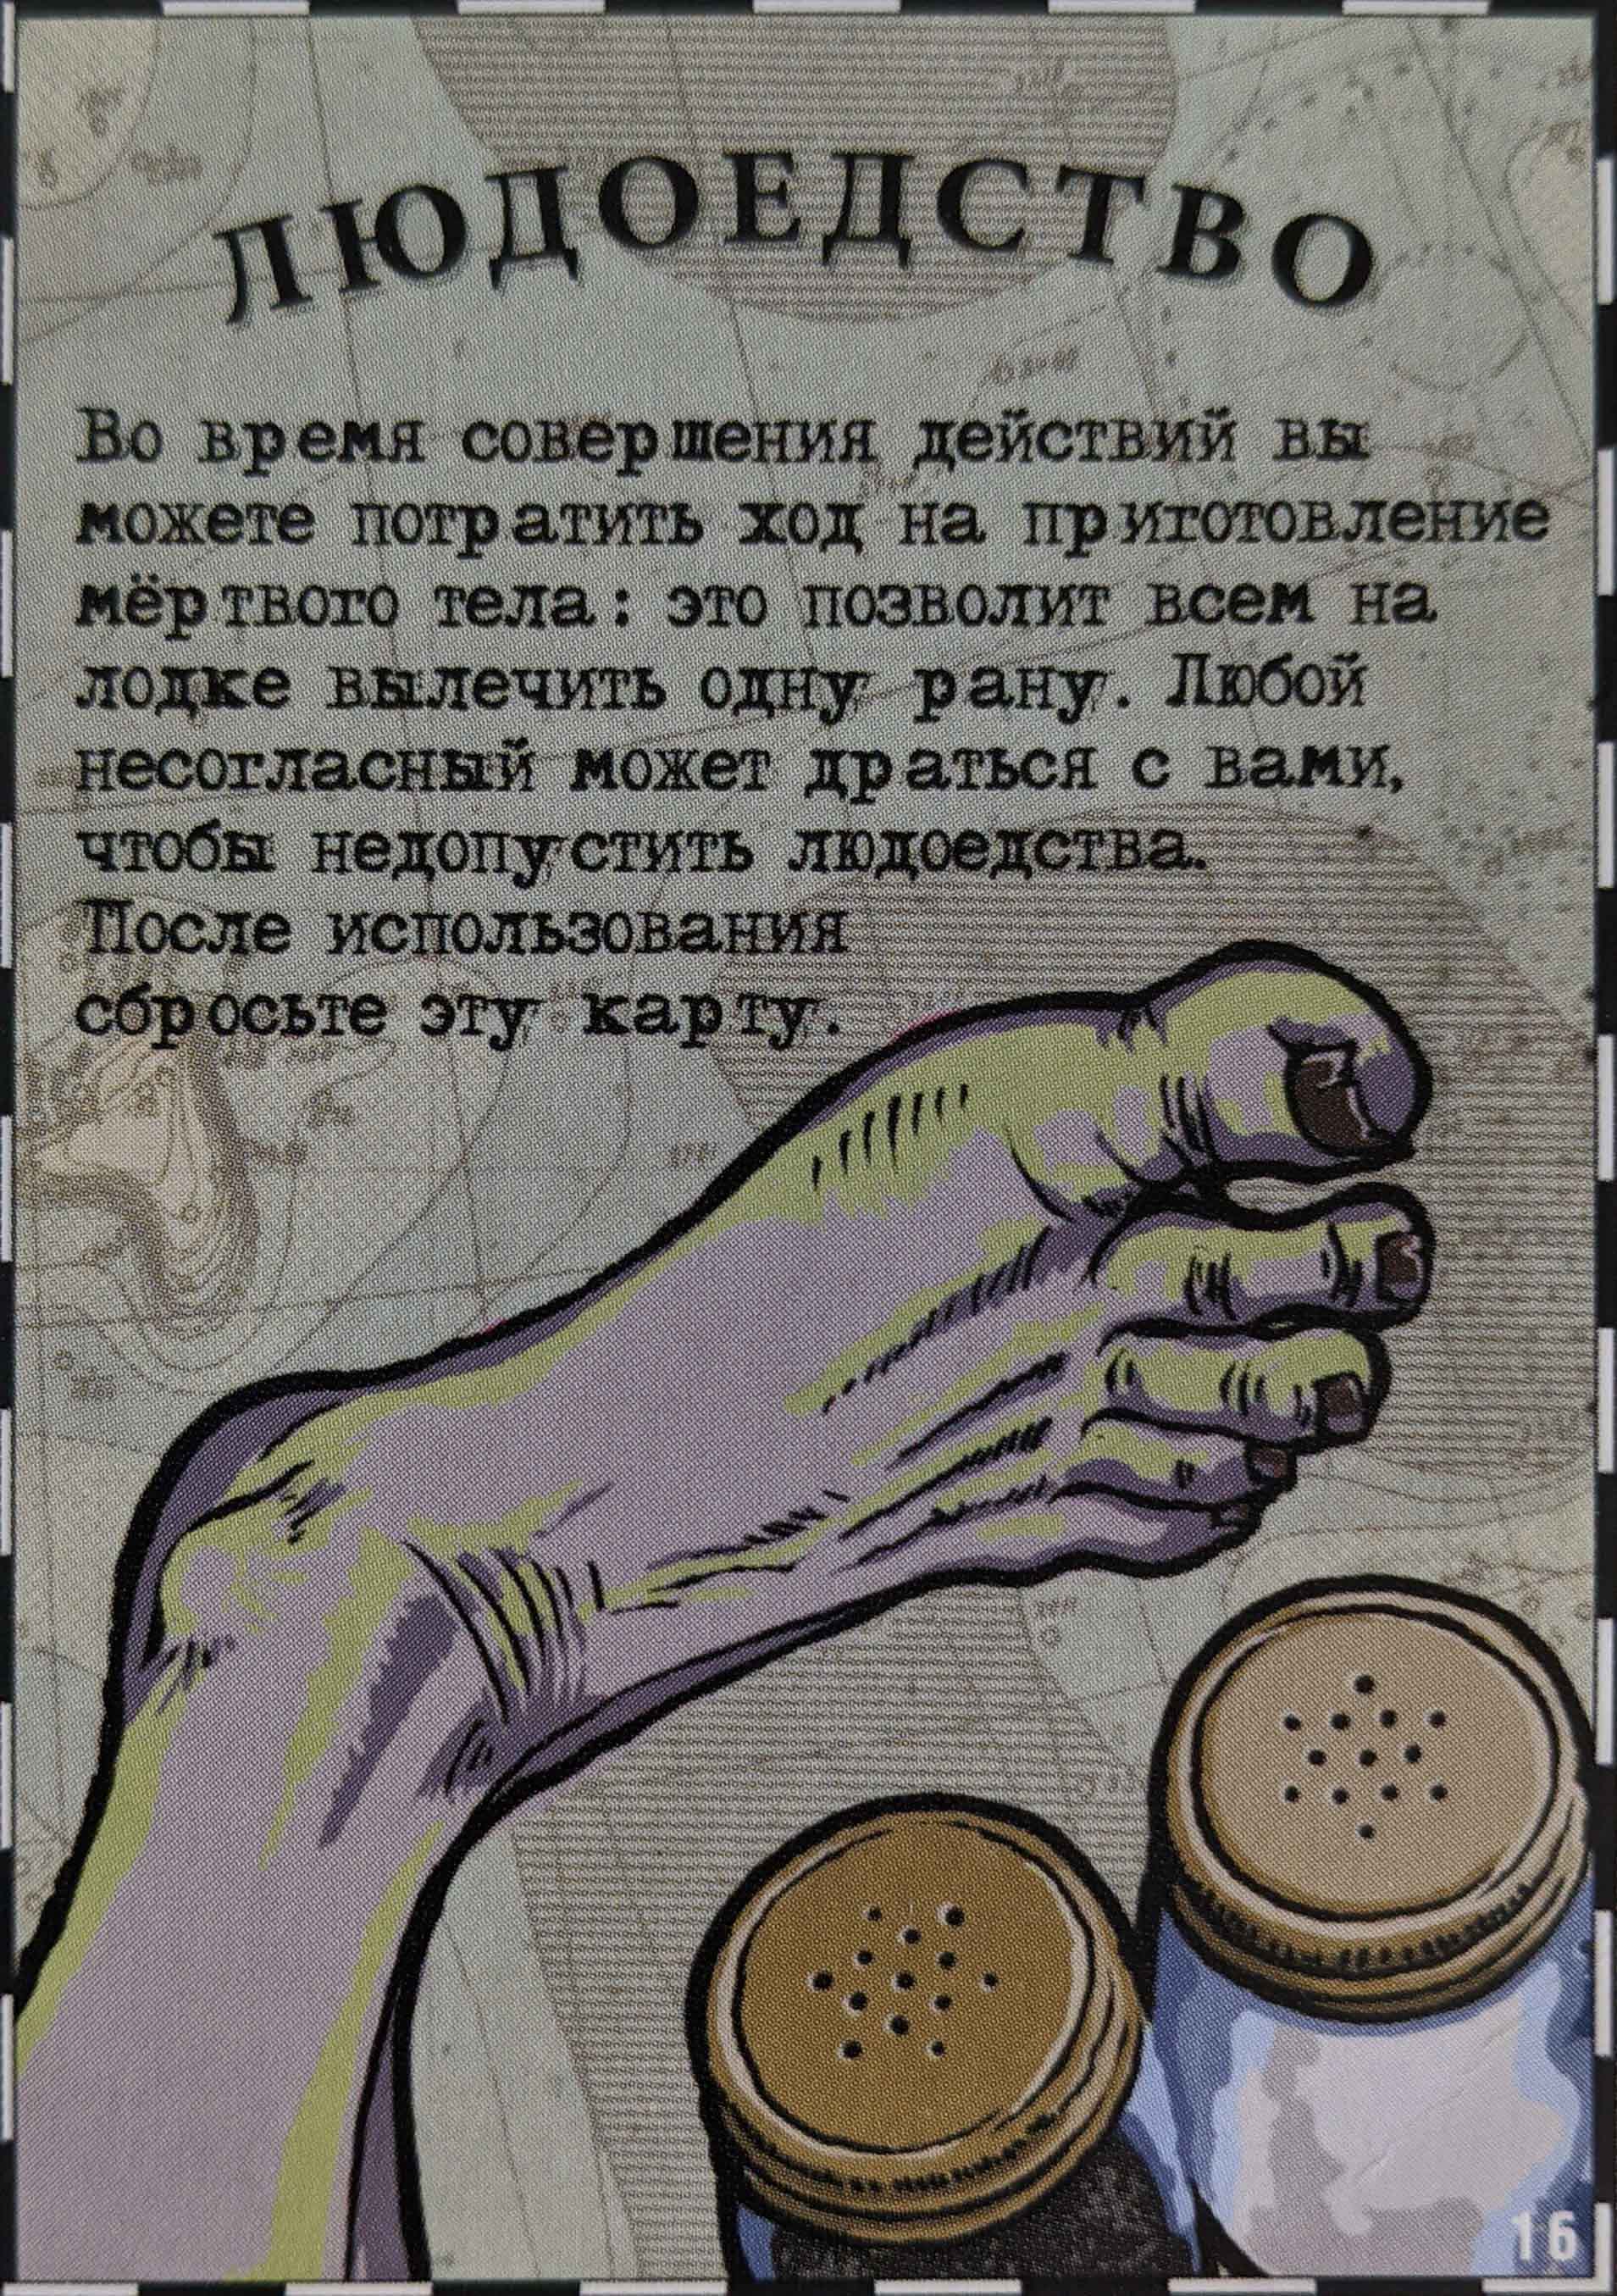 ЛЮДОЕДСТВО
Во время совершения действий вы
можете потратить ход на приготовление
мёртвого тела: это позволит всем на
лодке вылечить одну рану. Любой
несогласный может драться с вами,
чтобы недопустить людоедства.
После использования
сбросьте эту карту.
16